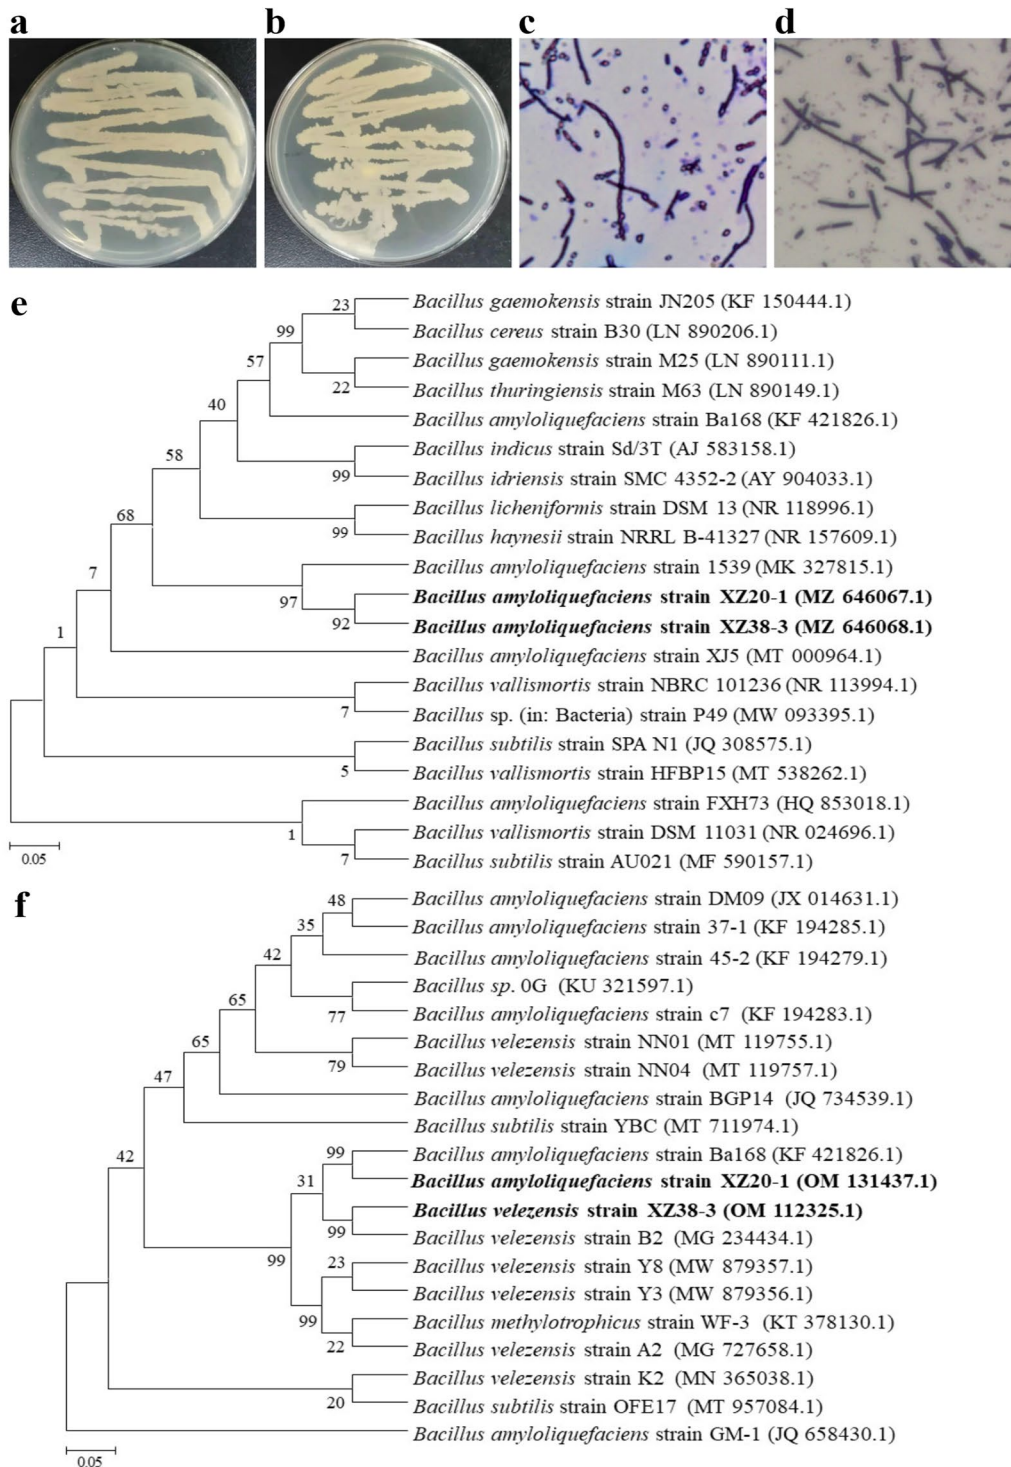 a b c d
e
23 Bacillus gaemokensis strain JN205 (KF 150444.1)
99 Bacillus cereus strain B30 (LN 890206.1)
57 Bacillus gaemokensis strain M25 (LN 890111.1)
22 Bacillus thuringiensis strain M63 (LN 890149.1)
40 Bacillus amyloliquefaciens strain Ba168 (KF 421826.1)
Bacillus indicus strain Sd/3T (AJ 583158.1)
58
99 Bacillus idriensis strain SMC 4352-2 (AY 904033.1)
68 Bacillus licheniformis strain DSM 13 (NR 118996.1)
99 Bacillus haynesii strain NRRL B-41327 (NR 157609.1)
7 Bacillus amyloliquefaciens strain 1539 (MK 327815.1)
97 Bacillus amyloliquefaciens strain XZ20-1 (MZ 646067.1)
1 92 Bacillus amyloliquefaciens strain XZ38-3 (MZ 646068.1)
Bacillus amyloliquefaciens strain XJ5 (MT 000964.1)
Bacillus vallismortis strain NBRC 101236 (NR 113994.1)
7 Bacillus sp. (in: Bacteria) strain P49 (MW 093395.1)
Bacillus subtilis strain SPA N1 (JQ 308575.1)
5 Bacillus vallismortis strain HFBP15 (MT 538262.1)
Bacillus amyloliquefaciens strain FXH73 (HQ 853018.1)
1 Bacillus vallismortis strain DSM 11031 (NR 024696.1)
0.05 7 Bacillus subtilis strain AU021 (MF 590157.1)
f
48 Bacillus amyloliquefaciens strain DM09 (JX 014631.1)
35 Bacillus amyloliquefaciens strain 37-1 (KF 194285.1)
42 Bacillus amyloliquefaciens strain 45-2 (KF 194279.1)
Bacillus sp. 0G (KU 321597.1)
65 77 Bacillus amyloliquefaciens strain c7 (KF 194283.1)
65 Bacillus velezensis strain NN01 (MT 119755.1)
47 79 Bacillus velezensis strain NN04 (MT 119757.1)
Bacillus amyloliquefaciens strain BGP14 (JQ 734539.1)
Bacillus subtilis strain YBC (MT 711974.1)
42 99 Bacillus amyloliquefaciens strain Ba168 (KF 421826.1)
31 Bacillus amyloliquefaciens strain XZ20-1 (OM 131437.1)
Bacillus velezensis strain XZ38-3 (OM 112325.1)
99 99 Bacillus velezensis strain B2 (MG 234434.1)
23 Bacillus velezensis strain Y8 (MW 879357.1)
Bacillus velezensis strain Y3 (MW 879356.1)
99 Bacillus methylotrophicus strain WF-3 (KT 378130.1)
22 Bacillus velezensis strain A2 (MG 727658.1)
Bacillus velezensis strain K2 (MN 365038.1)
20 Bacillus subtilis strain OFE17 (MT 957084.1)
Bacillus amyloliquefaciens strain GM-1 (JQ 658430.1)
0.05